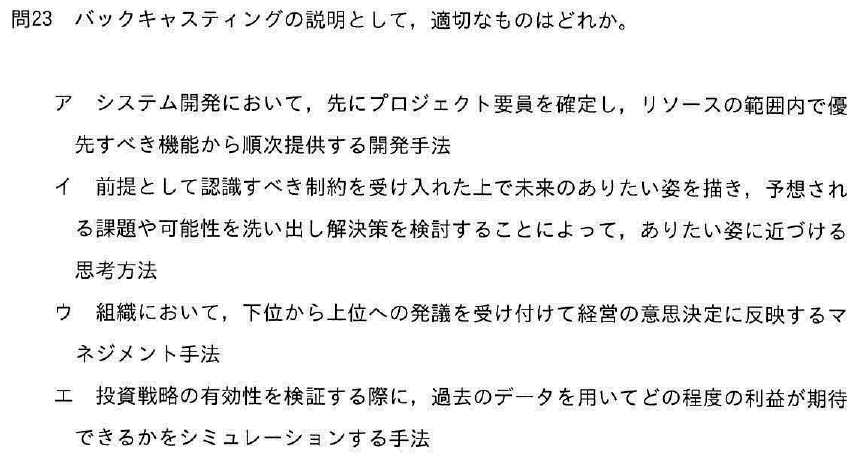 問23　バックキャスティングの説明として，適切なものはどれか。
ア　システム開発において，先にプロジェクト要員を確定し，リソースの範囲内で優
先すべき機能から順次提供する開発手法
イ　前提として認識すべき制約を受け入れた上で未来のありたい姿を描き，予想され
る課題や可能性を洗い出し解決策を検討することによって，ありたい姿に近づける
思考方法
ウ　組織において，下位から上位への発議を受け付けて経営の意思決定に反映するマ
ネジメント手法
エ　投資戦略の有効性を検証する際に，過去のデータを用いてどの程度の利益が期待
できるかをシミュレーションする手法